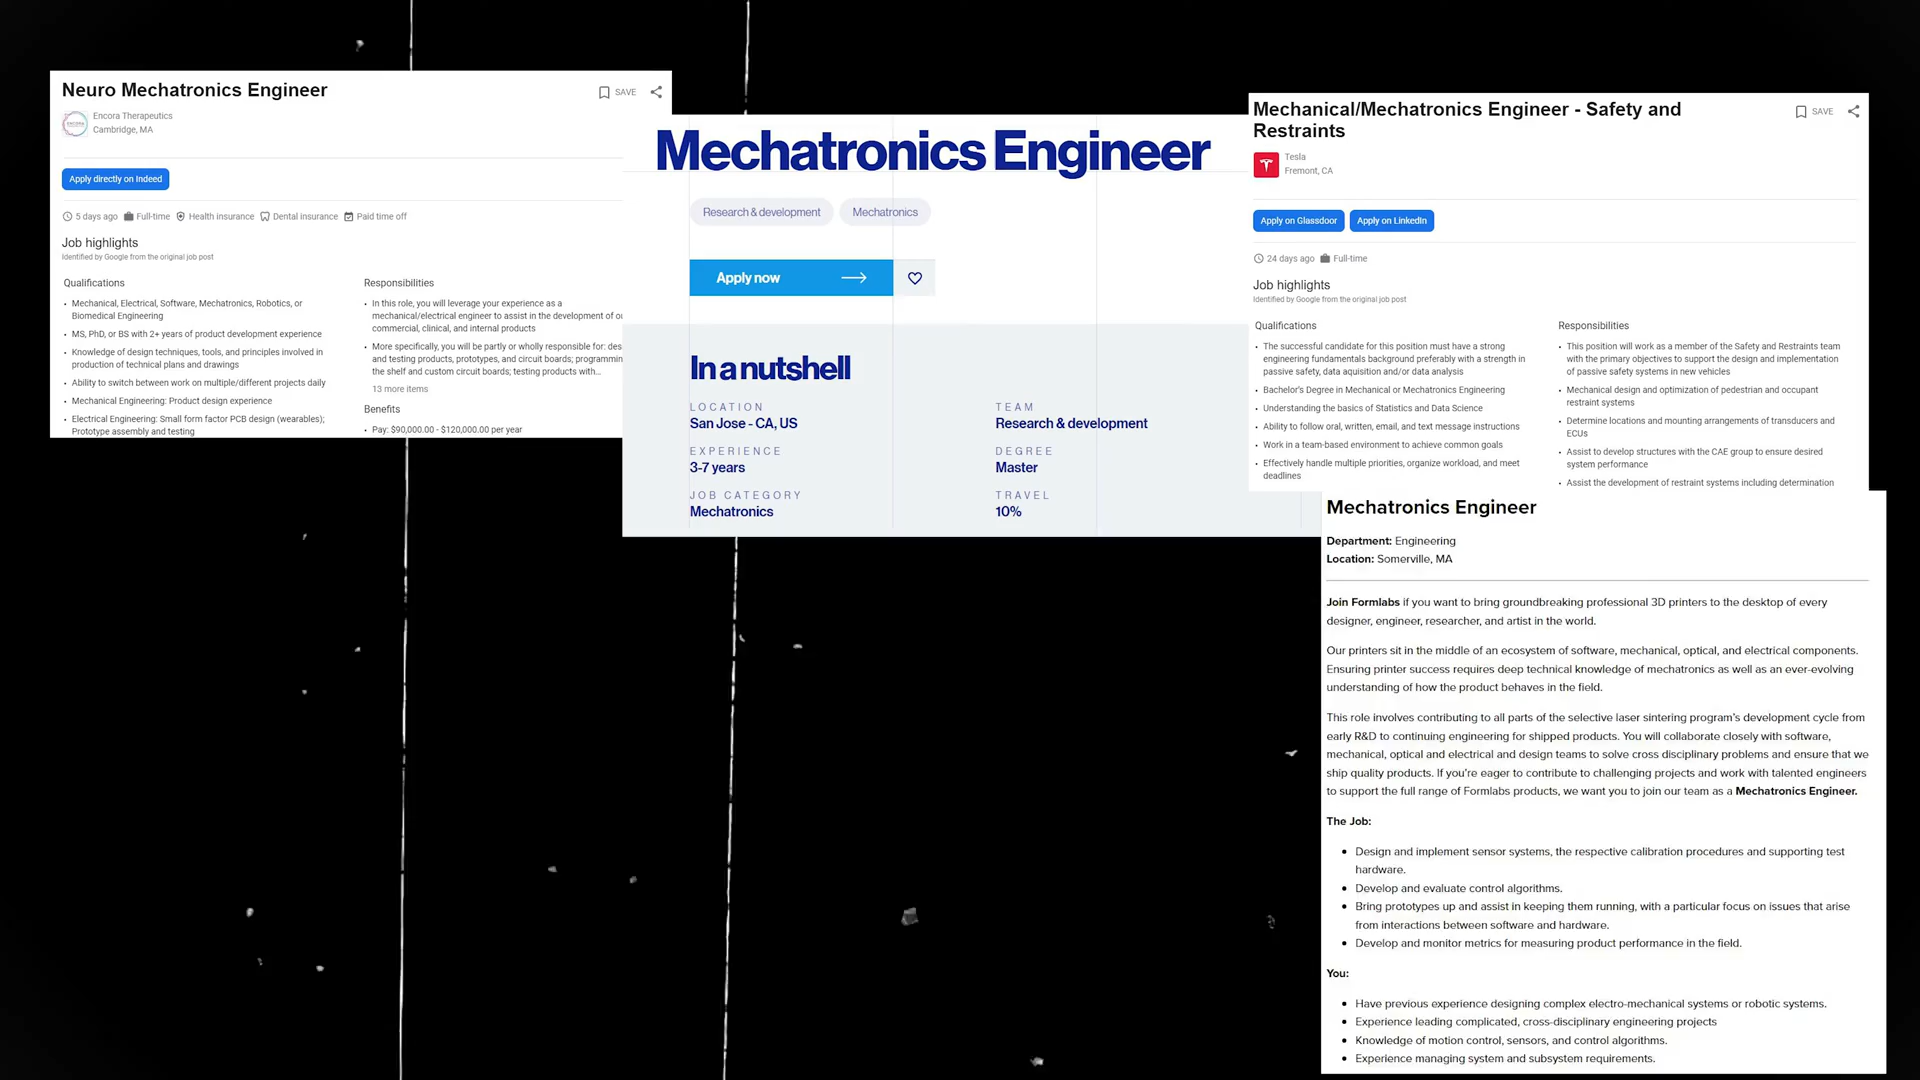 Neuro Mechatronics Engineer
SAVE
Encora Therapeutics
Cambridge, MA
Apply directly on Indeed
5 days ago Full-time Health insurance Dental insurance Paid time off
Job highlights
Identified by Google from the original job post
Qualifications
• Mechanical, Electrical, Software, Mechatronics, Robotics, or
Biomedical Engineering
• MS, PhD, or BS with 2+ years of product development experience
• Knowledge of design techniques, tools, and principles involved in
production of technical plans and drawings
• Ability to switch between work on multiple/different projects daily
• Mechanical Engineering: Product design experience
• Electrical Engineering: Small form factor PCB design (wearables);
Prototype assembly and testing
Responsibilities
• In this role, you will leverage your experience as a
mechanical/electrical engineer to assist in the development of
commercial, clinical, and internal products
• More specifically, you will be partly or wholly responsible for:
and testing products, prototypes, and circuit boards;
the shelf and custom circuit boards; testing products with...
13 more items
Benefits
• Pay: $90,000.00 - $120,000.00 per year
Mechatronics Engineer
Research & development
Mechatronics
Apply now
In a nutshell
LOCATION
San Jose - CA, US
EXPERIENCE
3-7 years
JOB CATEGORY
Mechatronics
TEAM
Research & development
DEGREE
Master
TRAVEL
10%
Mechanical/Mechatronics Engineer - Safety and
Restraints
SAVE
Tesla
Fremont, CA
Apply on Glassdoor
Apply on LinkedIn
24 days ago Full-time
Job highlights
Identified by Google from the original job post
Qualifications
• The successful candidate for this position must have a strong
engineering fundamentals background preferably with a strength in
passive safety, data aquisition and/or data analysis
• Bachelor's Degree in Mechanical or Mechatronics Engineering
• Understanding the basics of Statistics and Data Science
• Ability to follow oral, written, email, and text message instructions
• Work in a team-based environment to achieve common goals
• Effectively handle multiple priorities, organize workload, and meet
deadlines
Responsibilities
• This position will work as a member of the Safety and Restraints team
with the primary objectives to support the design and implementation
of passive safety systems in new vehicles
• Mechanical design and optimization of pedestrian and occupant
restraint systems
• Determine locations and mounting arrangements of transducers and
ECUs
• Assist to develop structures with the CAE group to ensure desired
system performance
• Assist the development of restraint systems including determination
Mechatronics Engineer
Department: Engineering
Location: Somerville, MA
Join Formlabs if you want to bring groundbreaking professional 3D printers to the desktop of every
designer, engineer, researcher, and artist in the world.
Our printers sit in the middle of an ecosystem of software, mechanical, optical, and electrical components.
Ensuring printer success requires deep technical knowledge of mechatronics as well as an ever-evolving
understanding of how the product behaves in the field.
This role involves contributing to all parts of the selective laser sintering program's development cycle from
early R&D to continuing engineering for shipped products. You will collaborate closely with software,
mechanical, optical and electrical and design teams to solve cross disciplinary problems and ensure that we
ship quality products. If you're eager to contribute to challenging projects and work with talented engineers
to support the full range of Formlabs products, we want you to join our team as a Mechatronics Engineer.
The Job:
• Design and implement sensor systems, the respective calibration procedures and supporting test
hardware.
• Develop and evaluate control algorithms.
• Bring prototypes up and assist in keeping them running, with a particular focus on issues that arise
from interactions between software and hardware.
• Develop and monitor metrics for measuring product performance in the field.
You:
• Have previous experience designing complex electro-mechanical systems or robotic systems.
• Experience leading complicated, cross-disciplinary engineering projects
• Knowledge of motion control, sensors, and control algorithms.
• Experience managing system and subsystem requirements.